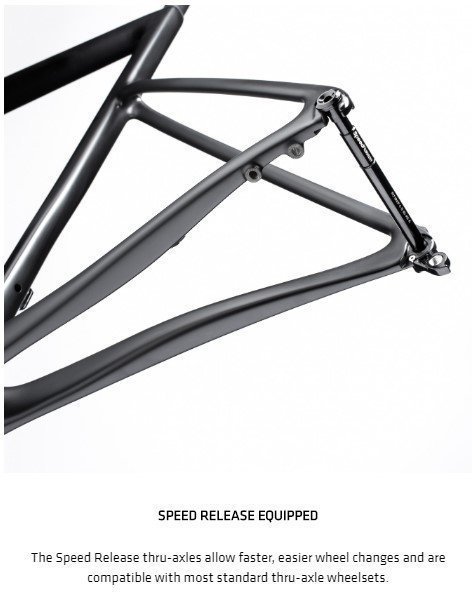 SPEED RELEASE EQUIPPED
The Speed Release thru-axles allow faster, easier wheel changes and are
compatible with most standard thru-axle wheelsets.